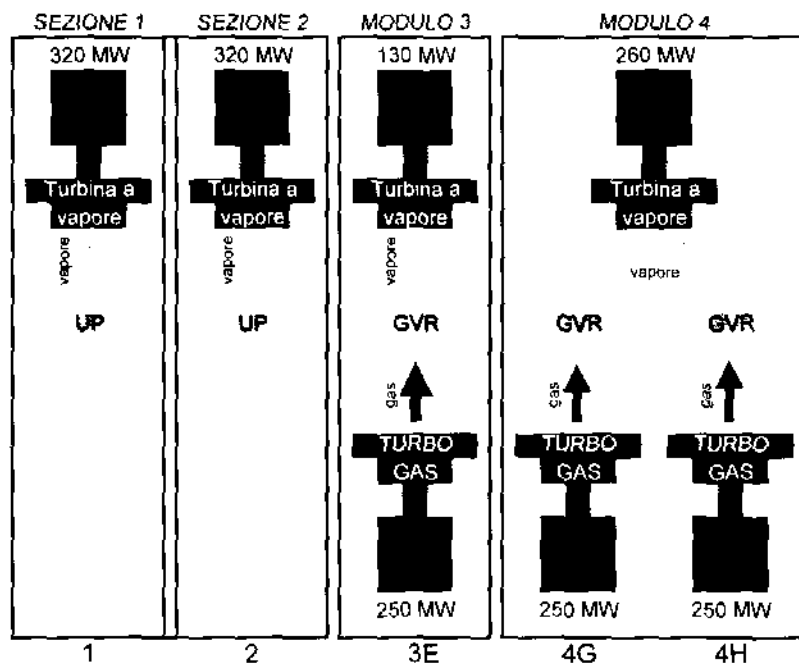 SEZIONE 1
SEZIONE 2
MODULO 3
MODULO 4
320 MW
320 MW
130 MW
260 MW
Turbina a
vapore
Turbina a
vapore
Turbina a
vapore
Turbina a
vapore
vapore
vapore
vapore
vapore
UP
UP
GVR
GVR
GVR
gas
gas
gas
TURBO
GAS
TURBO
GAS
TURBO
GAS
250 MW
250 MW
250 MW
1
2
3E
4G
4H